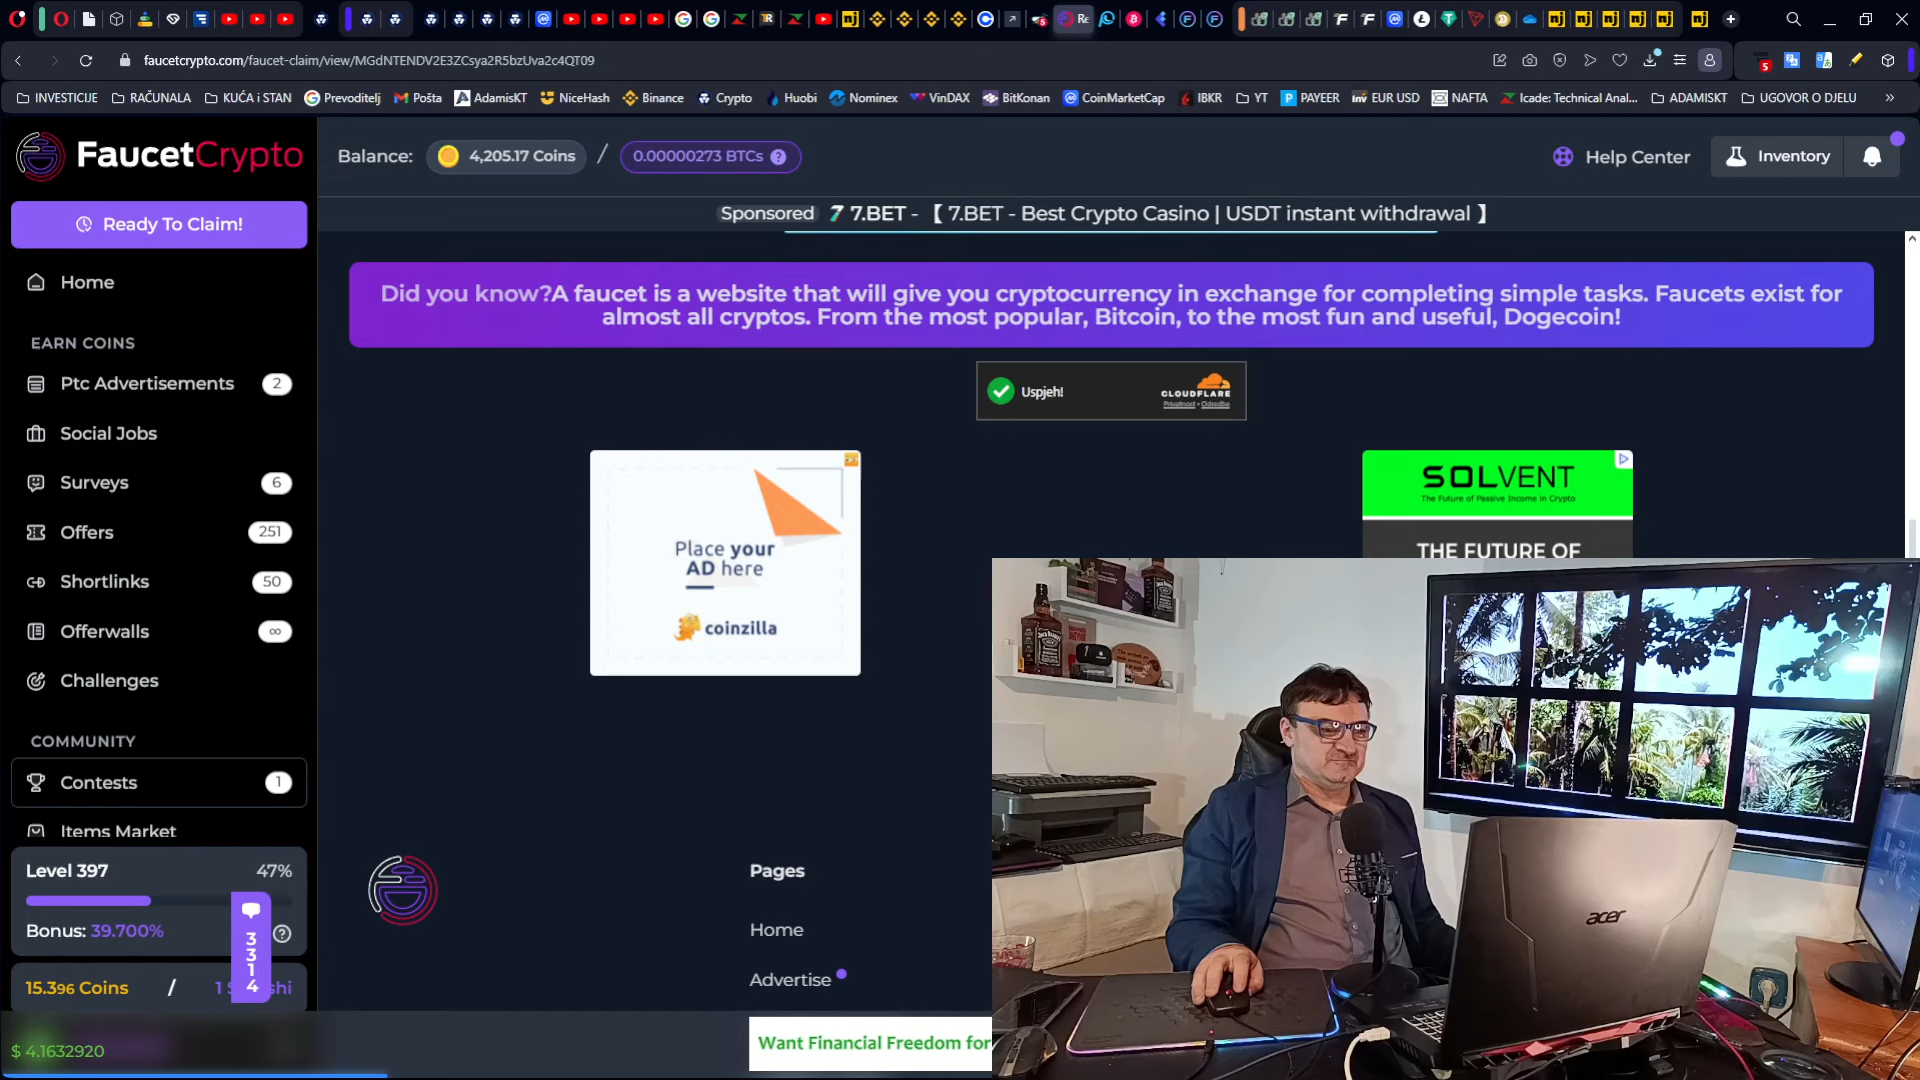 faucetcrypto.com/faucet-claim/view/MGdNTENDV2E3ZCsya2R5bzUva2c4QT09
INVESTICIJE
RAČUNALA
KUĆA i STAN
Prevoditelj
Pošta
AdamisKT
NiceHash
Binance
Crypto
Huobi
Nominex
VinDAX
BitKonan
CoinMarketCap
IBKR
YT
PAYEER
EUR USD
NAFTA
Icade: Technical Anal...
ADAMISKT
UGOVOR O DJELU
FaucetCrypto
Balance:
4,205.17 Coins
/
0.00000273 BTCs
Help Center
Inventory
Ready To Claim!
Sponsored 7.BET - 【 7.BET - Best Crypto Casino | USDT instant withdrawal 】
Home
EARN COINS
Ptc Advertisements 2
Social Jobs
Surveys 6
Offers 251
Shortlinks 50
Offerwalls ∞
Challenges
COMMUNITY
Contests 1
Items Market
Level 397 47%
Bonus: 39.700%
3314
15.396 Coins / 1 S shi
$ 4.1632920
Did you know?A faucet is a website that will give you cryptocurrency in exchange for completing simple tasks. Faucets exist for
almost all cryptos. From the most popular, Bitcoin, to the most fun and useful, Dogecoin!
Uspjeh!
CLOUDFLARE
Privatnost • Odredbe
Place your
AD here
coinzilla
SOLVENT
The Future of Passive Income in Crypto
THE FUTURE OF
Pages
Home
Advertise
Want Financial Freedom for
acer